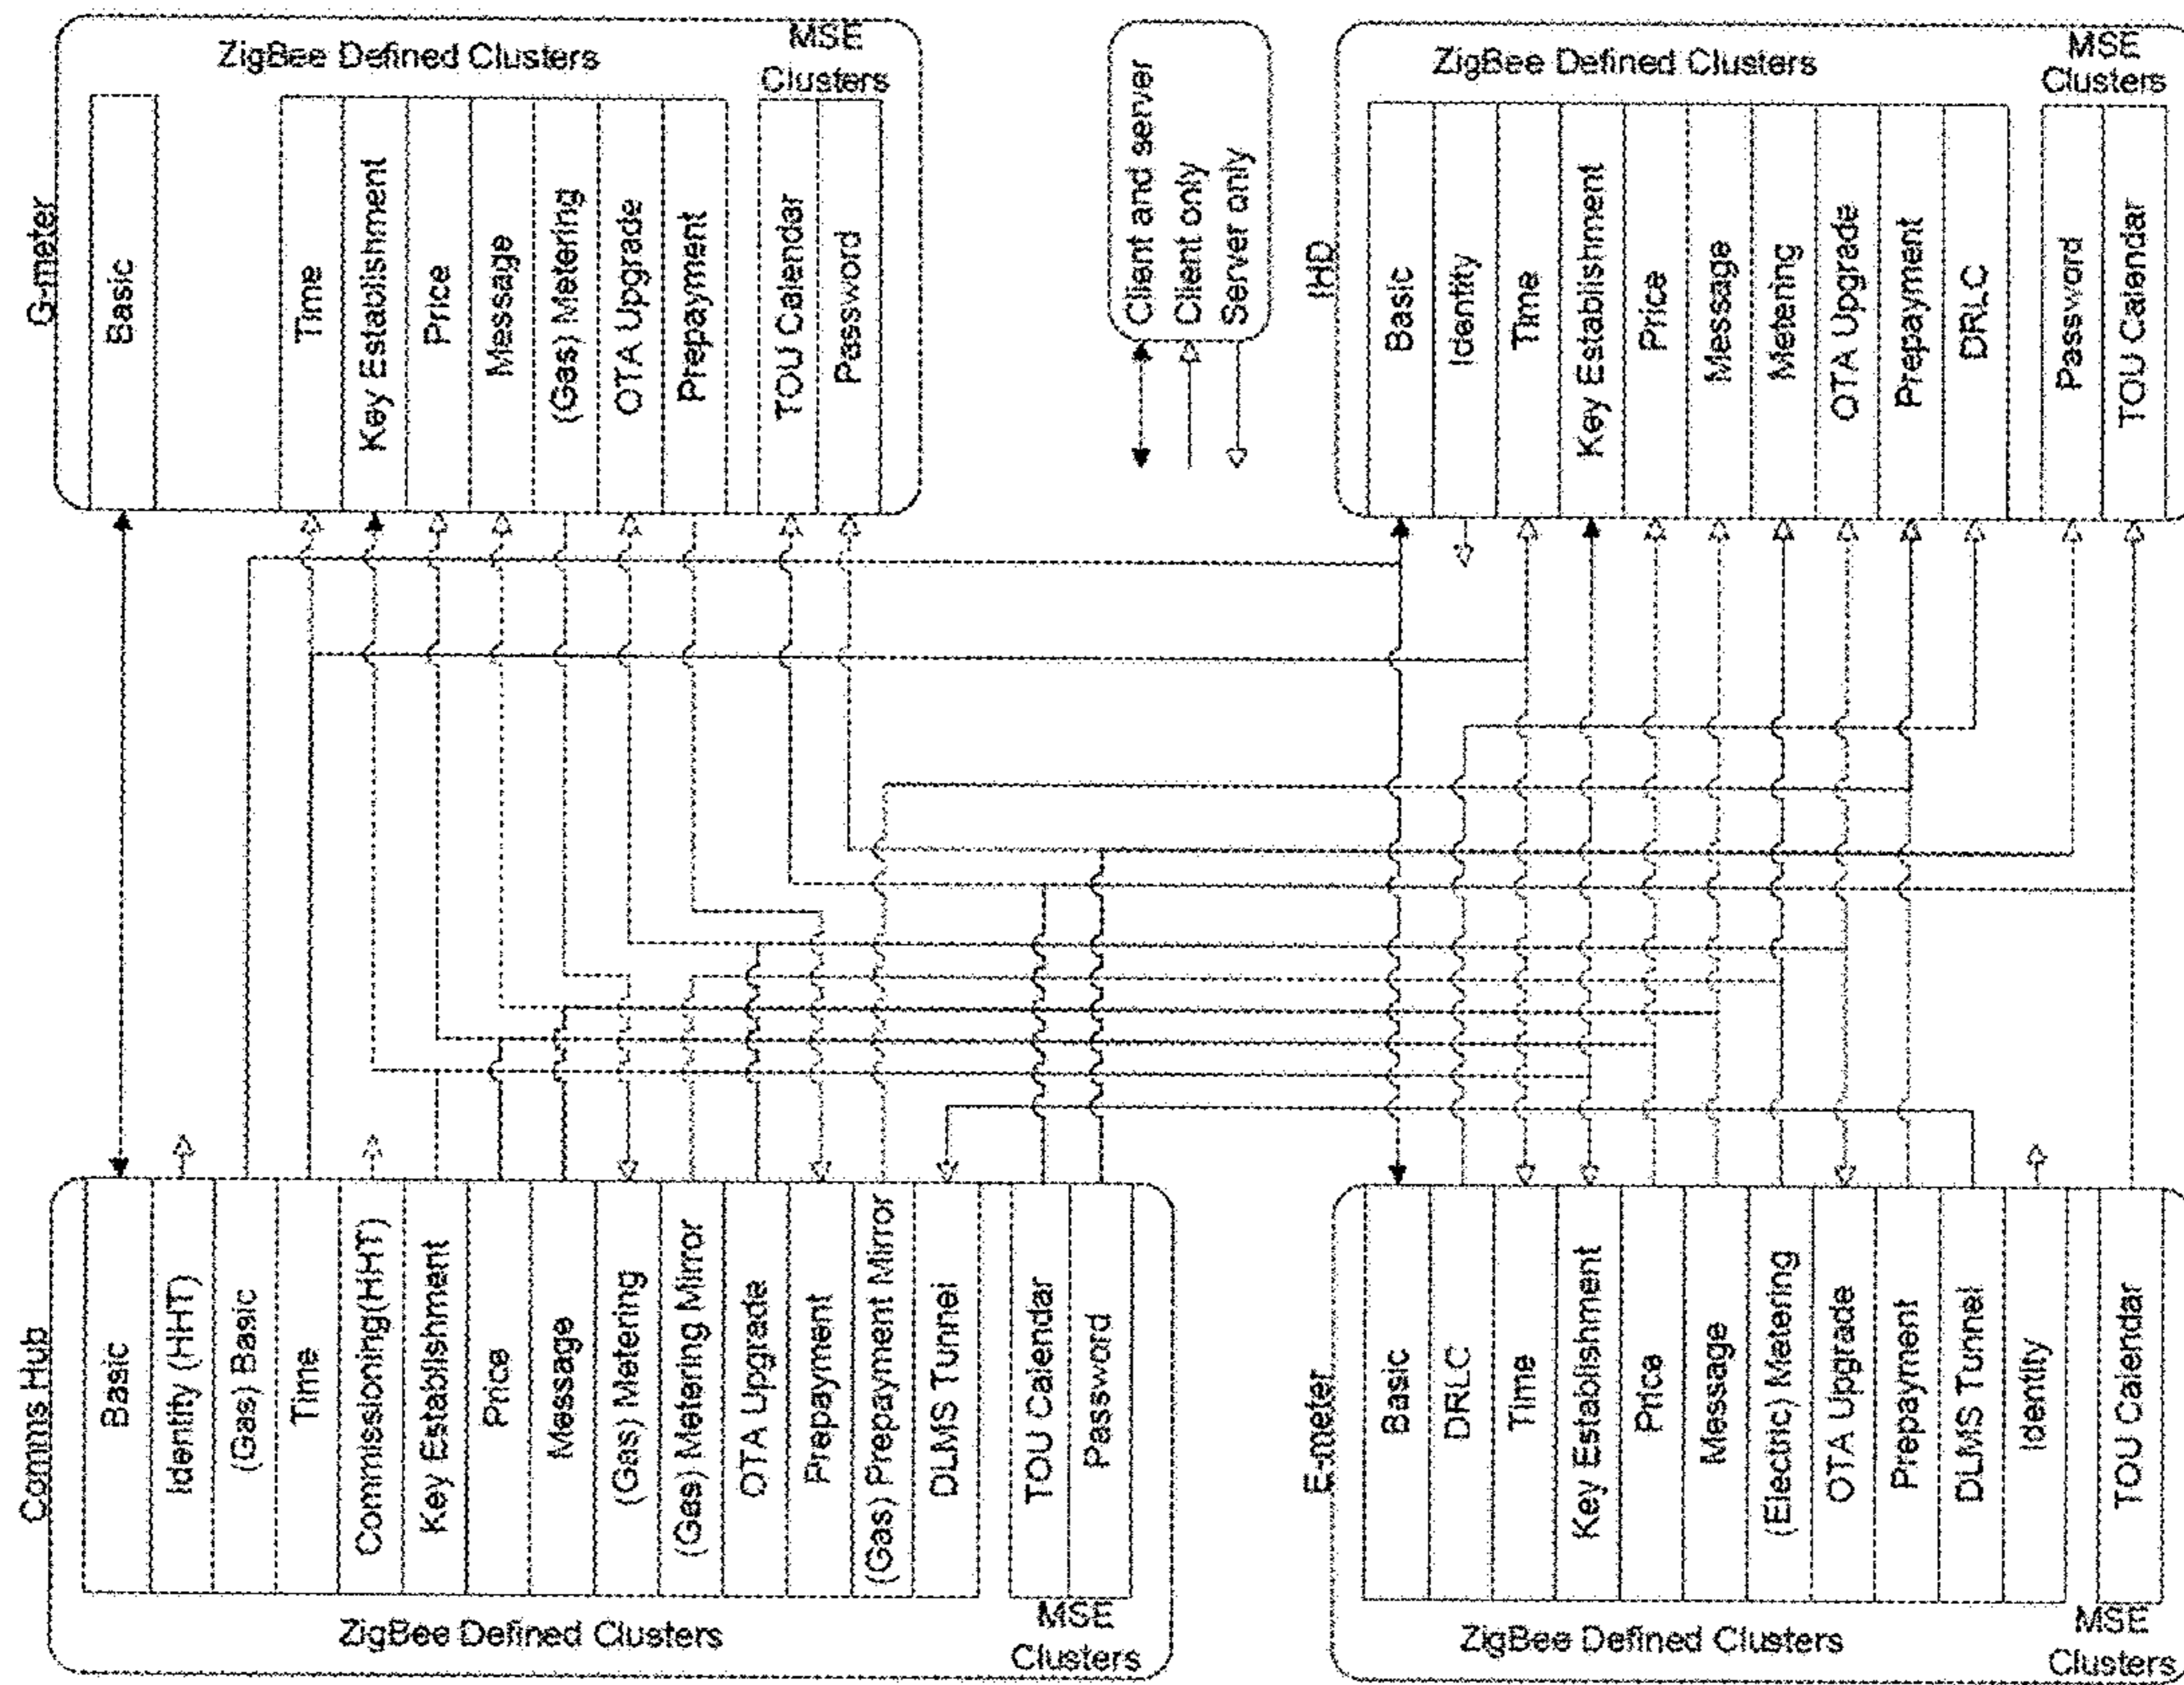 G-meter
ZigBee Defined Clusters
MSE
Clusters
Basic
Time
Key Establishment
Price
Message
(Gas) Metering
OTA Upgrade
Prepayment
TOU Calendar
Password
Client and server
Client only
Server only
IHD
ZigBee Defined Clusters
MSE
Clusters
Basic
Identity
Time
Key Establishment
Price
Message
Metering
OTA Upgrade
Prepayment
DRLC
Password
TOU Calendar
Comms Hub
Basic
Identity (HHT)
(Gas) Basic
Time
Commissioning(HHT)
Key Establishment
Price
Message
(Gas) Metering
(Gas) Metering Mirror
OTA Upgrade
Prepayment
(Gas) Prepayment Mirror
DLMS Tunnel
TOU Calendar
Password
ZigBee Defined Clusters
MSE
Clusters
E-meter
Basic
DRLC
Time
Key Establishment
Price
Message
(Electric) Metering
OTA Upgrade
Prepayment
DLMS Tunnel
Identity
TOU Calendar
ZigBee Defined Clusters
MSE
Clusters